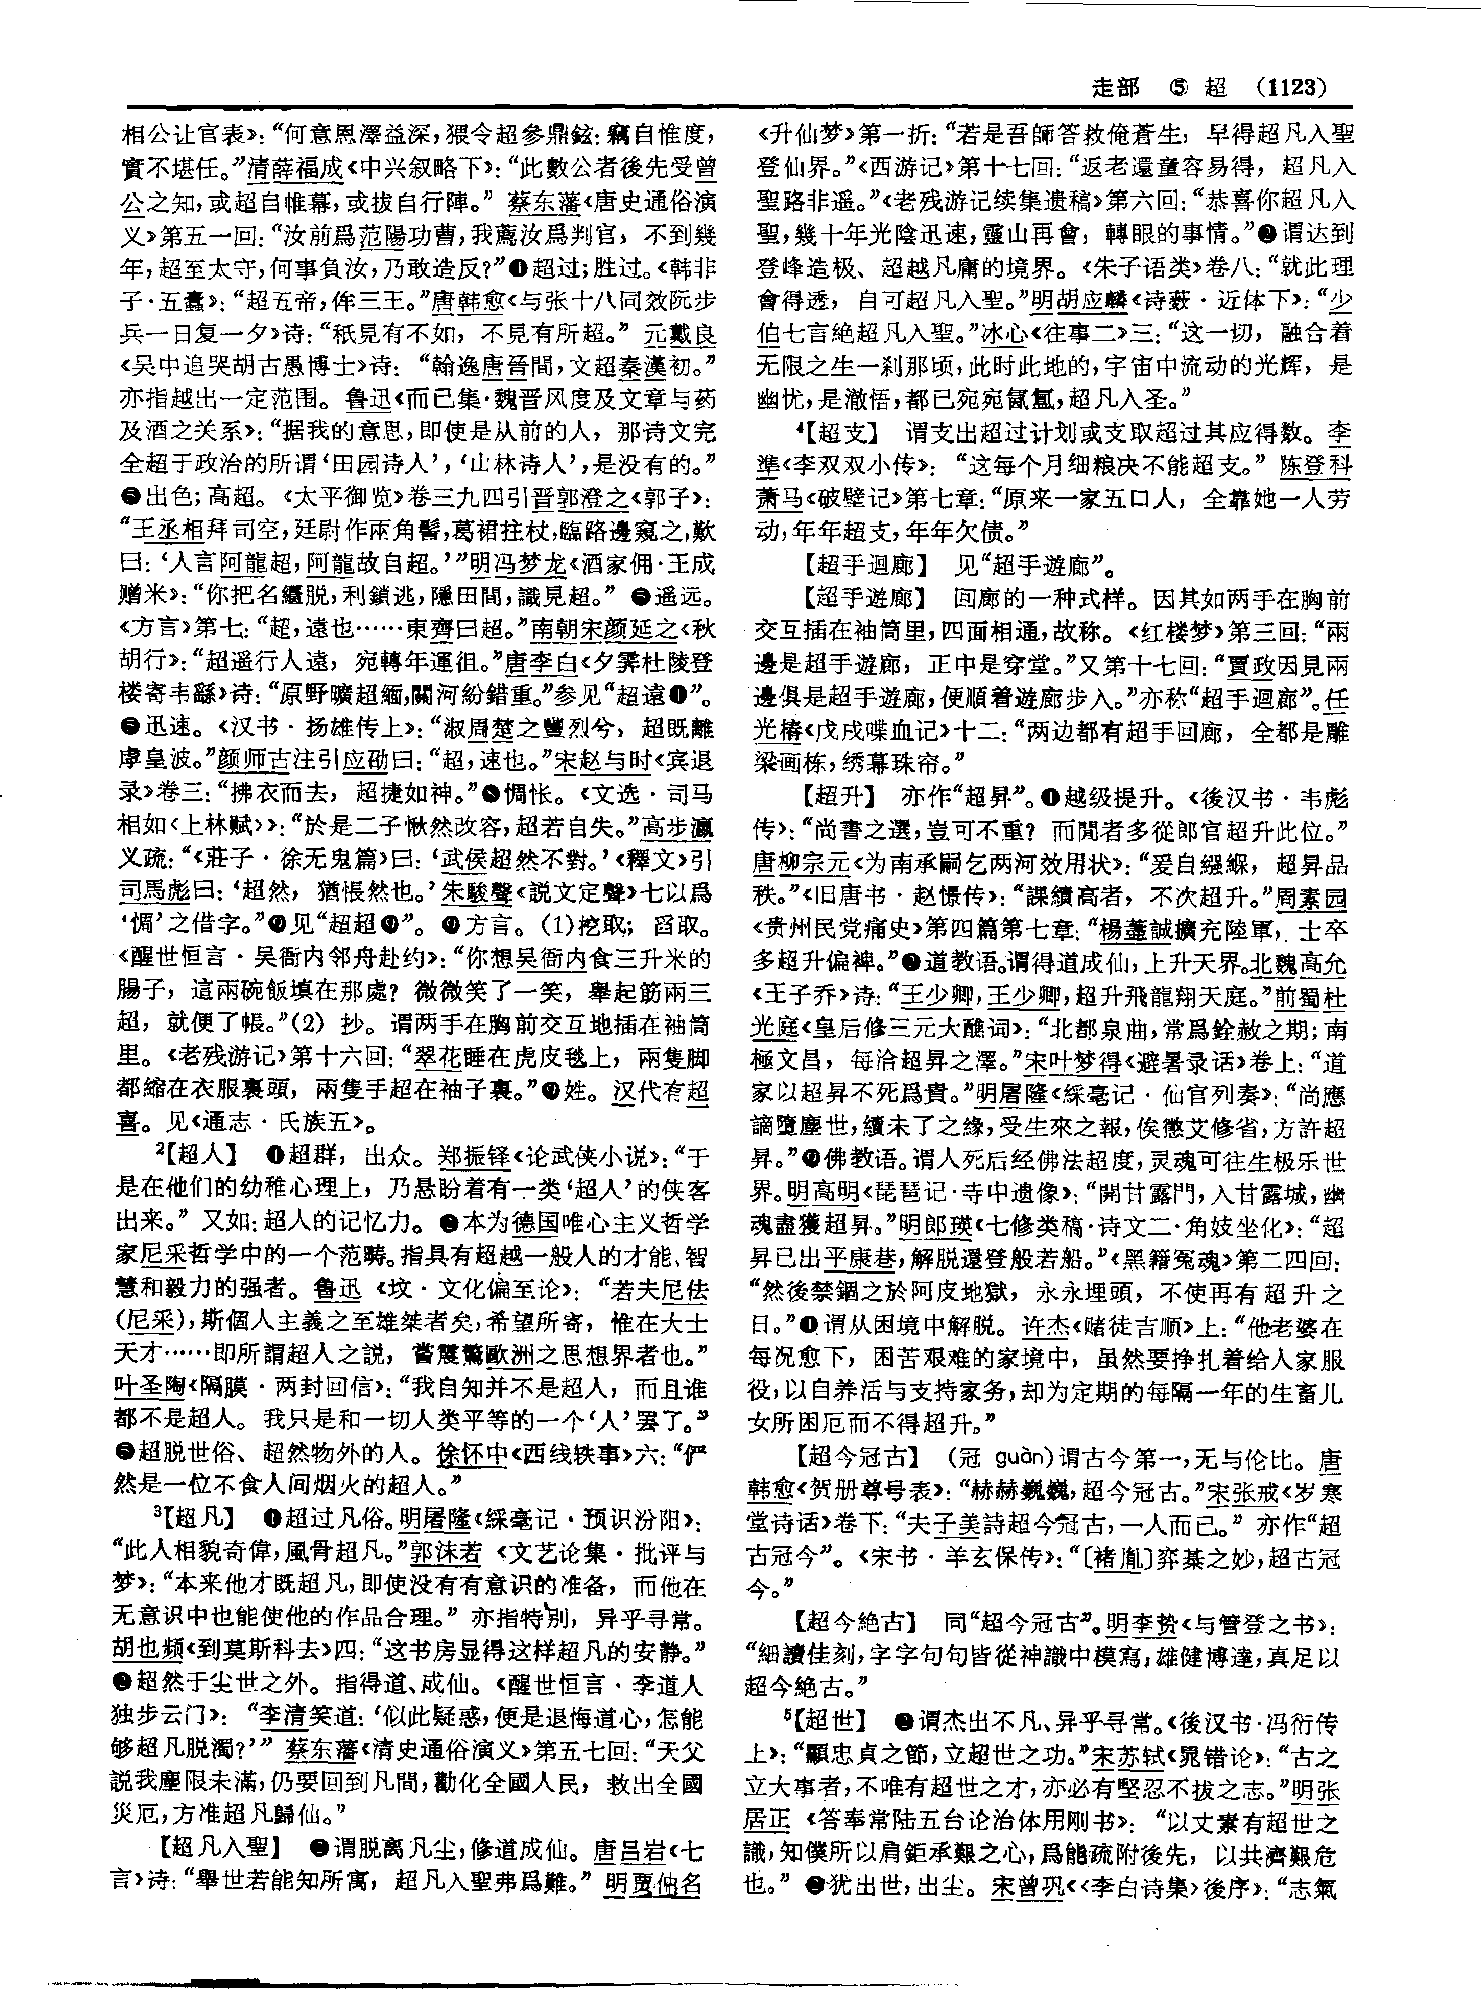 走部 ⑤ 超 (1123)
相公让官表》：“何意恩澤益深，猥令超参鼎鉉；竊自惟度，
實不堪任。”清薛福成《中兴叙略下》：“此數公者後先受曾
公之知，或超自帷幕，或拔自行陣。” 蔡东藩《唐史通俗演
义》第五一回：“汝前爲范陽功曹，我薦汝爲判官，不到幾
年，超至太守，何事負汝，乃敢造反？”❹超过；胜过。《韩非
子·五蠹》：“超五帝，侔三王。”唐韩愈《与张十八同效阮步
兵一日复一夕》诗：“秖見有不如，不見有所超。” 元戴良
《吴中追哭胡古愚博士》诗：“翰逸唐晉間，文超秦漢初。”
亦指越出一定范围。鲁迅《而已集·魏晋风度及文章与药
及酒之关系》：“据我的意思，即使是从前的人，那诗文完
全超于政治的所谓‘田园诗人’，‘山林诗人’，是没有的。”
❺出色；高超。《太平御览》卷三九四引晋郭澄之《郭子》：
“王丞相拜司空，廷尉作兩角髻，葛裙拄杖，臨路邊窺之，歎
曰：‘人言阿龍超，阿龍故自超。’”明冯梦龙《酒家佣·王成
赠米》：“你把名繮脱，利鎖逃，隱田間，識見超。” ❻遥远。
《方言》第七：“超，遠也……東齊曰超。”南朝宋颜延之《秋
胡行》：“超遥行人遠，宛轉年運徂。”唐李白《夕霁杜陵登
楼寄韦繇》诗：“原野曠超緬，關河紛錯重。”参见“超遠❶”。
❼迅速。《汉书·扬雄传上》：“淑周楚之豐烈兮，超既離
虖皇波。”颜师古注引应劭曰：“超，速也。”宋赵与时《宾退
录》卷三：“拂衣而去，超捷如神。”❽惆怅。《文选·司马
相如〈上林赋〉》：“於是二子愀然改容，超若自失。”高步瀛
义疏：“《莊子·徐无鬼篇》曰：‘武侯超然不對。’《釋文》引
司馬彪曰：‘超然，猶悵然也。’朱駿聲《説文定聲》七以爲
‘惆’之借字。”❾见“超超❶”。 ❿方言。(1)挖取；舀取。
《醒世恒言·吴衙内邻舟赴约》：“你想吴衙内食三升米的
腸子，這兩碗飯填在那處？微微笑了一笑，舉起筯兩三
超，就便了帳。”(2) 抄。谓两手在胸前交互地插在袖筒
里。《老残游记》第十六回：“翠花睡在虎皮毯上，兩隻脚
都縮在衣服裏頭，兩隻手超在袖子裏。”⓫姓。汉代有超
喜。见《通志·氏族五》。
²【超人】 ❶超群，出众。郑振铎《论武侠小说》：“于
是在他们的幼稚心理上，乃悬盼着有一类‘超人’的侠客
出来。” 又如：超人的记忆力。❷本为德国唯心主义哲学
家尼采哲学中的一个范畴。指具有超越一般人的才能、智
慧和毅力的强者。鲁迅《坟·文化偏至论》：“若夫尼佉
(尼采)，斯個人主義之至雄桀者矣，希望所寄，惟在大士
天才……即所謂超人之説，嘗震驚歐洲之思想界者也。”
叶圣陶《隔膜·两封回信》：“我自知并不是超人，而且谁
都不是超人。我只是和一切人类平等的一个‘人’罢了。”
❸超脱世俗、超然物外的人。徐怀中《西线轶事》六：“俨
然是一位不食人间烟火的超人。”
³【超凡】 ❶超过凡俗。明屠隆《綵毫记·预识汾阳》：
“此人相貌奇偉，風骨超凡。”郭沫若《文艺论集·批评与
梦》：“本来他才既超凡，即使没有有意识的准备，而他在
无意识中也能使他的作品合理。” 亦指特别，异乎寻常。
胡也频《到莫斯科去》四：“这书房显得这样超凡的安静。”
❷超然于尘世之外。指得道、成仙。《醒世恒言·李道人
独步云门》：“李清笑道：‘似此疑惑，便是退悔道心，怎能
够超凡脱濁？’” 蔡东藩《清史通俗演义》第五七回：“天父
説我塵限未滿，仍要回到凡間，勸化全國人民，救出全國
災厄，方准超凡歸仙。”
【超凡入聖】 ❶谓脱离凡尘，修道成仙。唐吕岩《七
言》诗：“舉世若能知所寓，超凡入聖弗爲難。” 明贾仲名
《升仙梦》第一折：“若是吾師答救俺蒼生，早得超凡入聖
登仙界。”《西游记》第十七回：“返老還童容易得，超凡入
聖路非遥。”《老残游记续集遗稿》第六回：“恭喜你超凡入
聖，幾十年光陰迅速，靈山再會，轉眼的事情。”❷谓达到
登峰造极、超越凡庸的境界。《朱子语类》卷八：“就此理
會得透，自可超凡入聖。”明胡应麟《诗薮·近体下》：“少
伯七言絶超凡入聖。”冰心《往事二》三：“这一切，融合着
无限之生一刹那顷，此时此地的，宇宙中流动的光辉，是
幽忧，是澈悟，都已宛宛氤氲，超凡入圣。”
⁴【超支】 谓支出超过计划或支取超过其应得数。李
凖《李双双小传》：“这每个月细粮决不能超支。” 陈登科
萧马《破壁记》第七章：“原来一家五口人，全靠她一人劳
动，年年超支，年年欠债。”
【超手迴廊】 见“超手遊廊”。
【超手遊廊】 回廊的一种式样。因其如两手在胸前
交互插在袖筒里，四面相通，故称。《红楼梦》第三回：“兩
邊是超手遊廊，正中是穿堂。”又第十七回：“賈政因見兩
邊俱是超手遊廊，便順着遊廊步入。”亦称“超手迴廊”。任
光椿《戊戌喋血记》十二：“两边都有超手回廊，全都是雕
梁画栋，绣幕珠帘。”
【超升】 亦作“超昇”。❶越级提升。《後汉书·韦彪
传》：“尚書之選，豈可不重？而閒者多從郎官超升此位。”
唐柳宗元《为南承嗣乞两河效用状》：“爰自缧絏，超昇品
秩。”《旧唐书·赵憬传》：“課績高者，不次超升。”周素园
《贵州民党痛史》第四篇第七章：“楊藎誠擴充陸軍，士卒
多超升偏裨。”❷道教语。谓得道成仙，上升天界。北魏高允
《王子乔》诗：“王少卿，王少卿，超升飛龍翔天庭。”前蜀杜
光庭《皇后修三元大醮词》：“北都泉曲，常爲銓赦之期；南
極文昌，每洽超昇之澤。”宋叶梦得《避暑录话》卷上：“道
家以超昇不死爲貴。”明屠隆《綵毫记·仙官列奏》：“尚應
謫墮塵世，續未了之緣，受生來之報，俟懲艾修省，方許超
昇。”❸佛教语。谓人死后经佛法超度，灵魂可往生极乐世
界。明高明《琵琶记·寺中遗像》：“開甘露門，入甘露城，幽
魂盡獲超昇。”明郎瑛《七修类稿·诗文二·角妓坐化》：“超
昇已出平康巷，解脱還登般若船。”《黑籍冤魂》第二四回：
“然後禁錮之於阿皮地獄，永永埋頭，不使再有超升之
日。”❹谓从困境中解脱。许杰《赌徒吉顺》上：“他老婆在
每况愈下，困苦艰难的家境中，虽然要挣扎着给人家服
役，以自养活与支持家务，却为定期的每隔一年的生畜儿
女所困厄而不得超升。”
【超今冠古】 (冠 guàn)谓古今第一，无与伦比。唐
韩愈《贺册尊号表》：“赫赫巍巍，超今冠古。”宋张戒《岁寒
堂诗话》卷下：“夫子美詩超今冠古，一人而已。” 亦作“超
古冠今”。《宋书·羊玄保传》：“〔褚胤〕弈棊之妙，超古冠
今。”
【超今絶古】 同“超今冠古”。明李贽《与管登之书》：
“細讀佳刻，字字句句皆從神識中模寫，雄健博達，真足以
超今絶古。”
⁵【超世】 ❶谓杰出不凡、异乎寻常。《後汉书·冯衍传
上》：“顯忠貞之節，立超世之功。”宋苏轼《晁错论》：“古之
立大事者，不唯有超世之才，亦必有堅忍不拔之志。”明张
居正《答奉常陆五台论治体用刚书》：“以丈素有超世之
識，知僕所以肩鉅承艱之心，爲能疏附後先，以共濟艱危
也。” ❷犹出世，出尘。宋曾巩《〈李白诗集〉後序》：“志氣